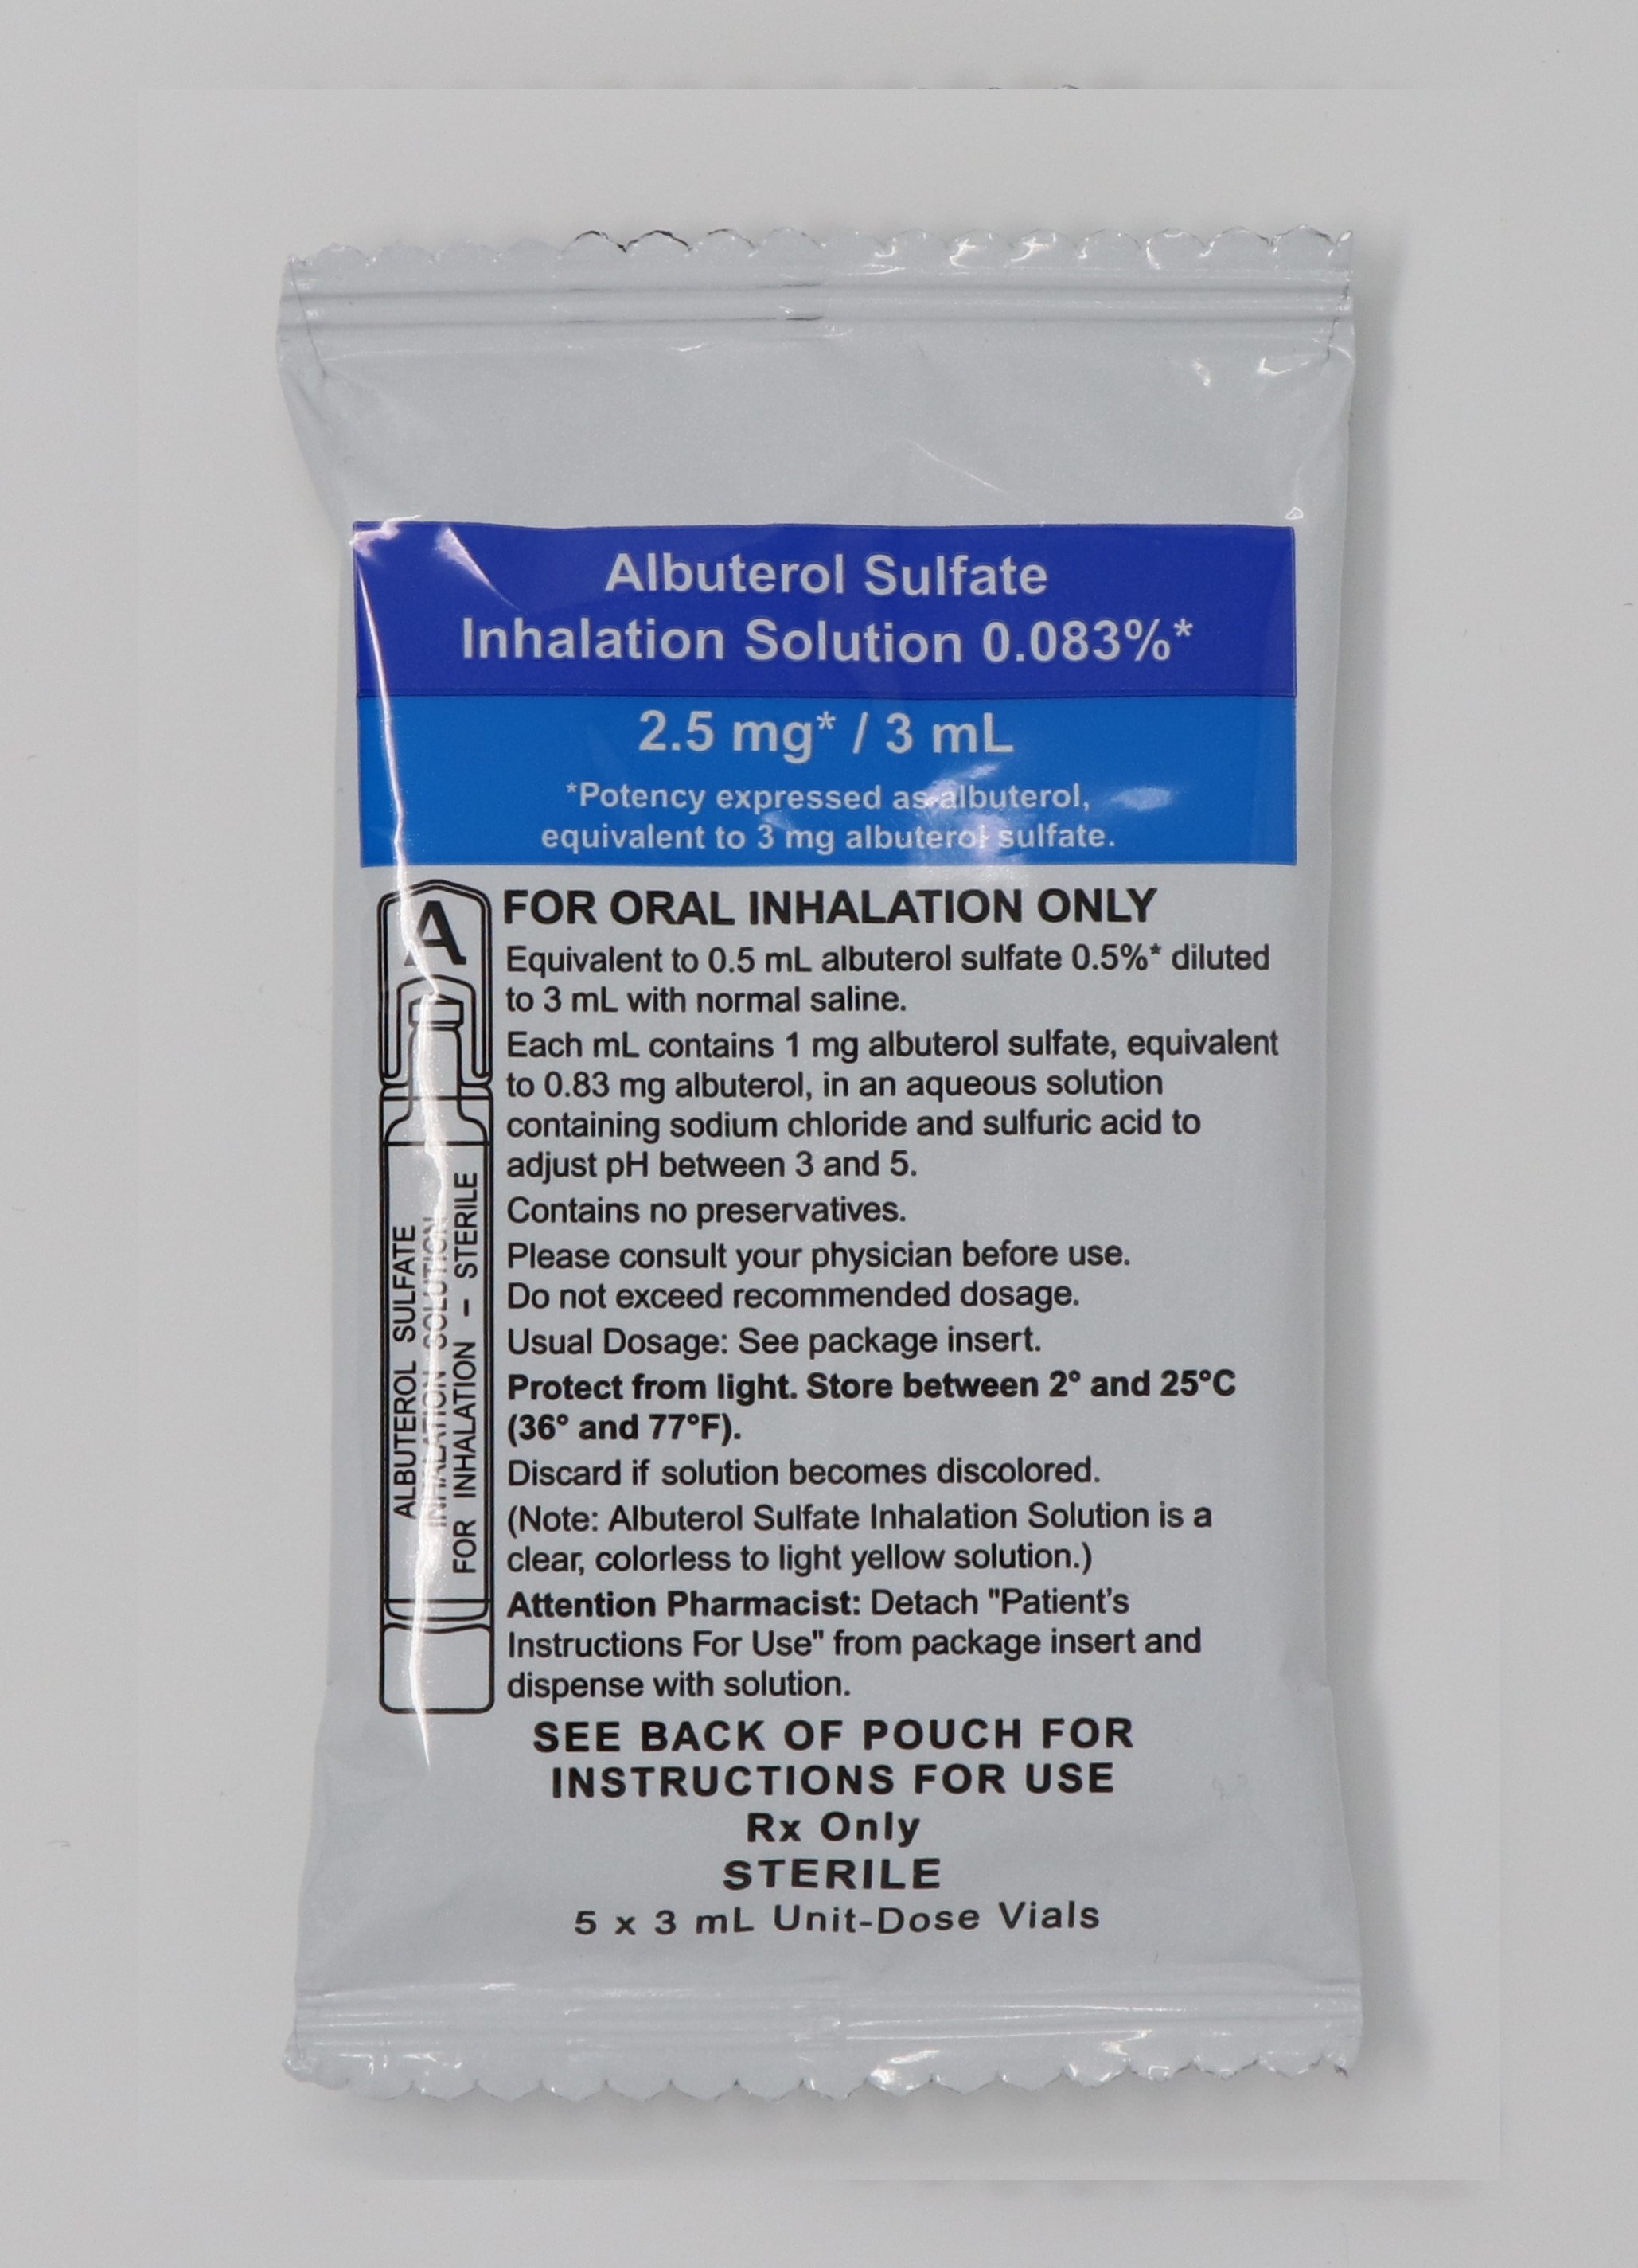 Albuterol Sulfate
Inhalation Solution 0.083%*
2.5 mg* / 3 mL
*Potency expressed as albuterol,
equivalent to 3 mg albuterol sulfate.
A
ALBUTEROL SULFATE
INHALATION SOLUTION
FOR INHALATION – STERILE
FOR ORAL INHALATION ONLY
Equivalent to 0.5 mL albuterol sulfate 0.5%* diluted
to 3 mL with normal saline.
Each mL contains 1 mg albuterol sulfate, equivalent
to 0.83 mg albuterol, in an aqueous solution
containing sodium chloride and sulfuric acid to
adjust pH between 3 and 5.
Contains no preservatives.
Please consult your physician before use.
Do not exceed recommended dosage.
Usual Dosage: See package insert.
Protect from light. Store between 2° and 25°C
(36° and 77°F).
Discard if solution becomes discolored.
(Note: Albuterol Sulfate Inhalation Solution is a
clear, colorless to light yellow solution.)
Attention Pharmacist: Detach "Patient's
Instructions For Use" from package insert and
dispense with solution.
SEE BACK OF POUCH FOR
INSTRUCTIONS FOR USE
Rx Only
STERILE
5 x 3 mL Unit-Dose Vials